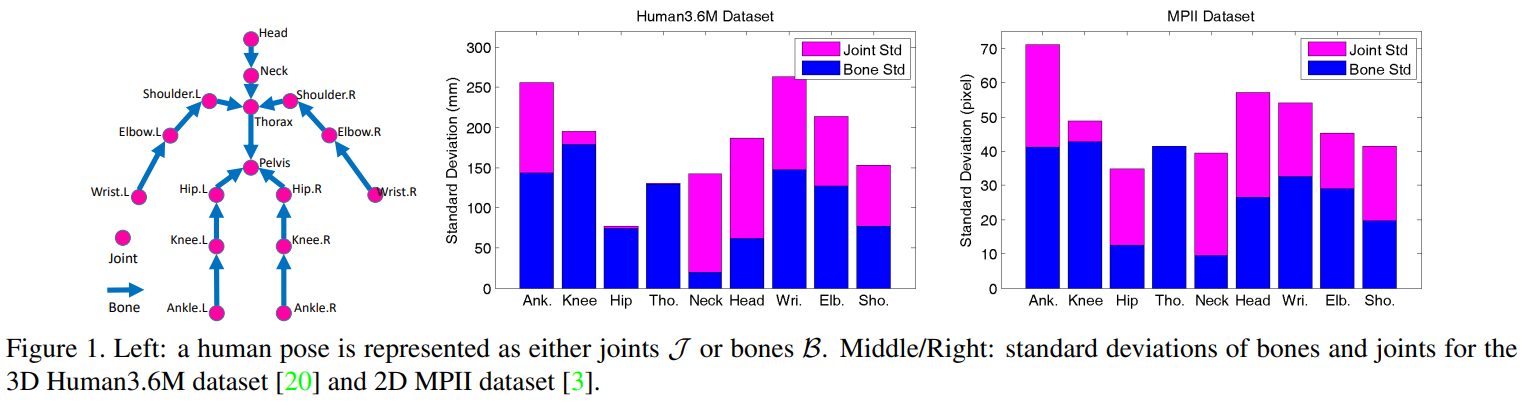 Head
Neck
Shoulder.L
Shoulder.R
Thorax
Elbow.L
Elbow.R
Pelvis
Wrist.L
Hip.L
Hip.R
Wrist.R
Knee.L
Knee.R
Joint
Bone
Ankle.L
Ankle.R
Human3.6M Dataset
Joint Std
Bone Std
Standard Deviation (mm)
300
250
200
150
100
50
0
Ank. Knee Hip Tho. Neck Head Wri. Elb. Sho.
MPII Dataset
Joint Std
Bone Std
Standard Deviation (pixel)
70
60
50
40
30
20
10
0
Ank. Knee Hip Tho. Neck Head Wri. Elb. Sho.
Figure 1. Left: a human pose is represented as either joints 𝒥 or bones ℬ. Middle/Right: standard deviations of bones and joints for the
3D Human3.6M dataset [20] and 2D MPII dataset [3].